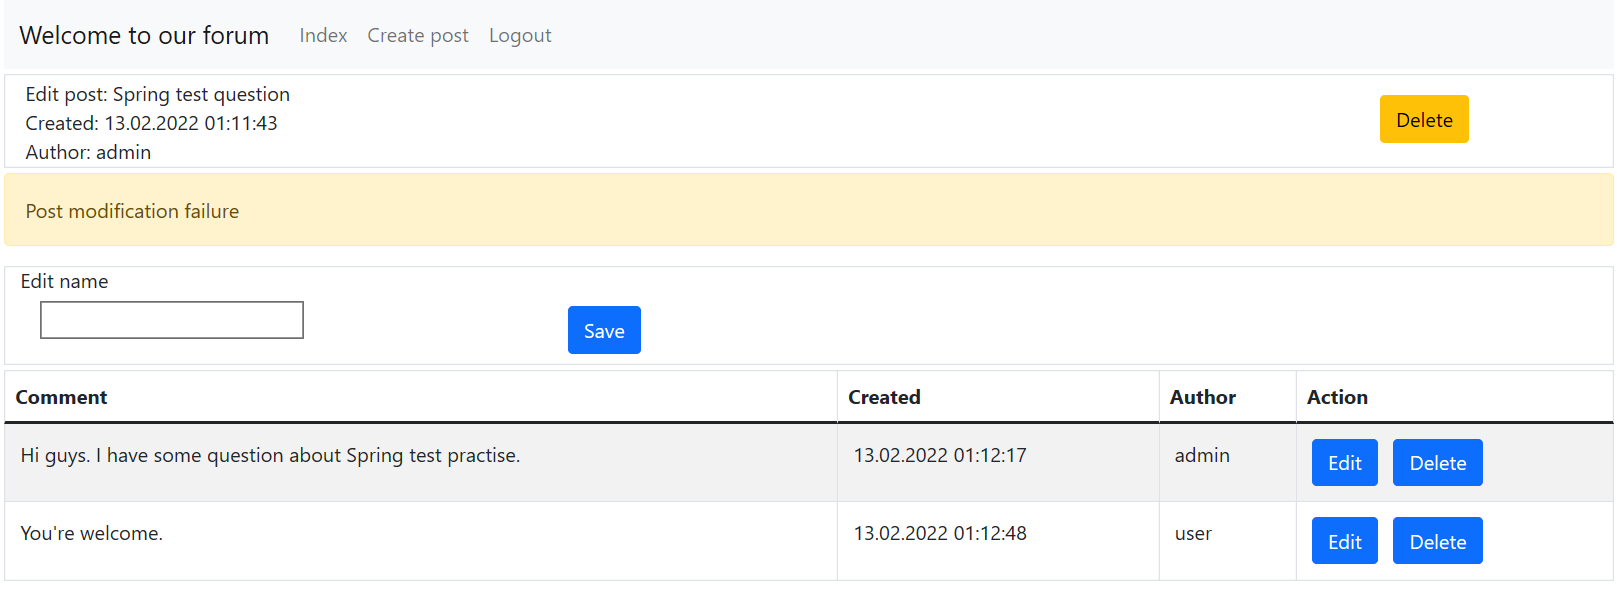 Welcome to our forum Index Create post Logout
Edit post: Spring test question
Created: 13.02.2022 01:11:43
Author: admin
Delete
Post modification failure
Edit name
Save
Comment Created Author Action
Hi guys. I have some question about Spring test practise. 13.02.2022 01:12:17 admin Edit Delete
You're welcome. 13.02.2022 01:12:48 user Edit Delete